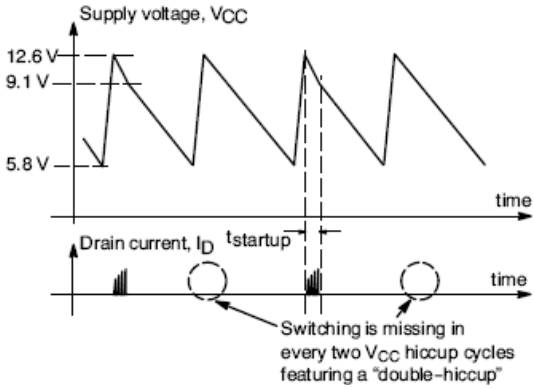 Supply voltage, VCC
12.6 V
9.1 V
5.8 V
time
Drain current, ID
tstartup
time
Switching is missing in
every two VCC hiccup cycles
featuring a "double-hiccup"